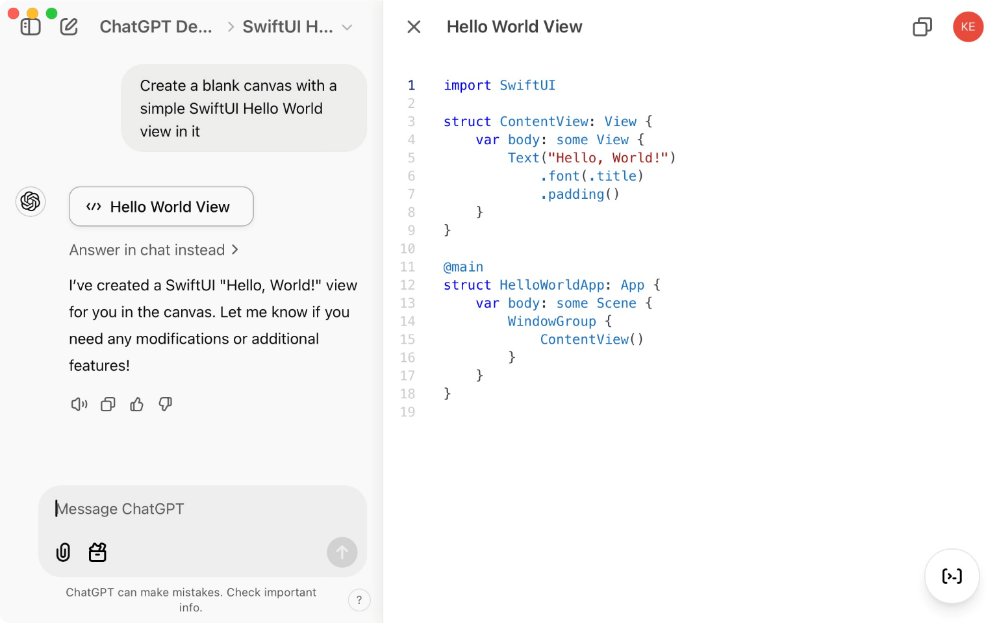 ChatGPT De... > SwiftUI H...
Create a blank canvas with a
simple SwiftUI Hello World
view in it
Hello World View
Answer in chat instead >
I’ve created a SwiftUI "Hello, World!" view
for you in the canvas. Let me know if you
need any modifications or additional
features!
Message ChatGPT
ChatGPT can make mistakes. Check important
info.
?
Hello World View
KE
1 import SwiftUI
2
3 struct ContentView: View {
4     var body: some View {
5         Text("Hello, World!")
6             .font(.title)
7             .padding()
8     }
9 }
10
11 @main
12 struct HelloWorldApp: App {
13     var body: some Scene {
14         WindowGroup {
15             ContentView()
16         }
17     }
18 }
19